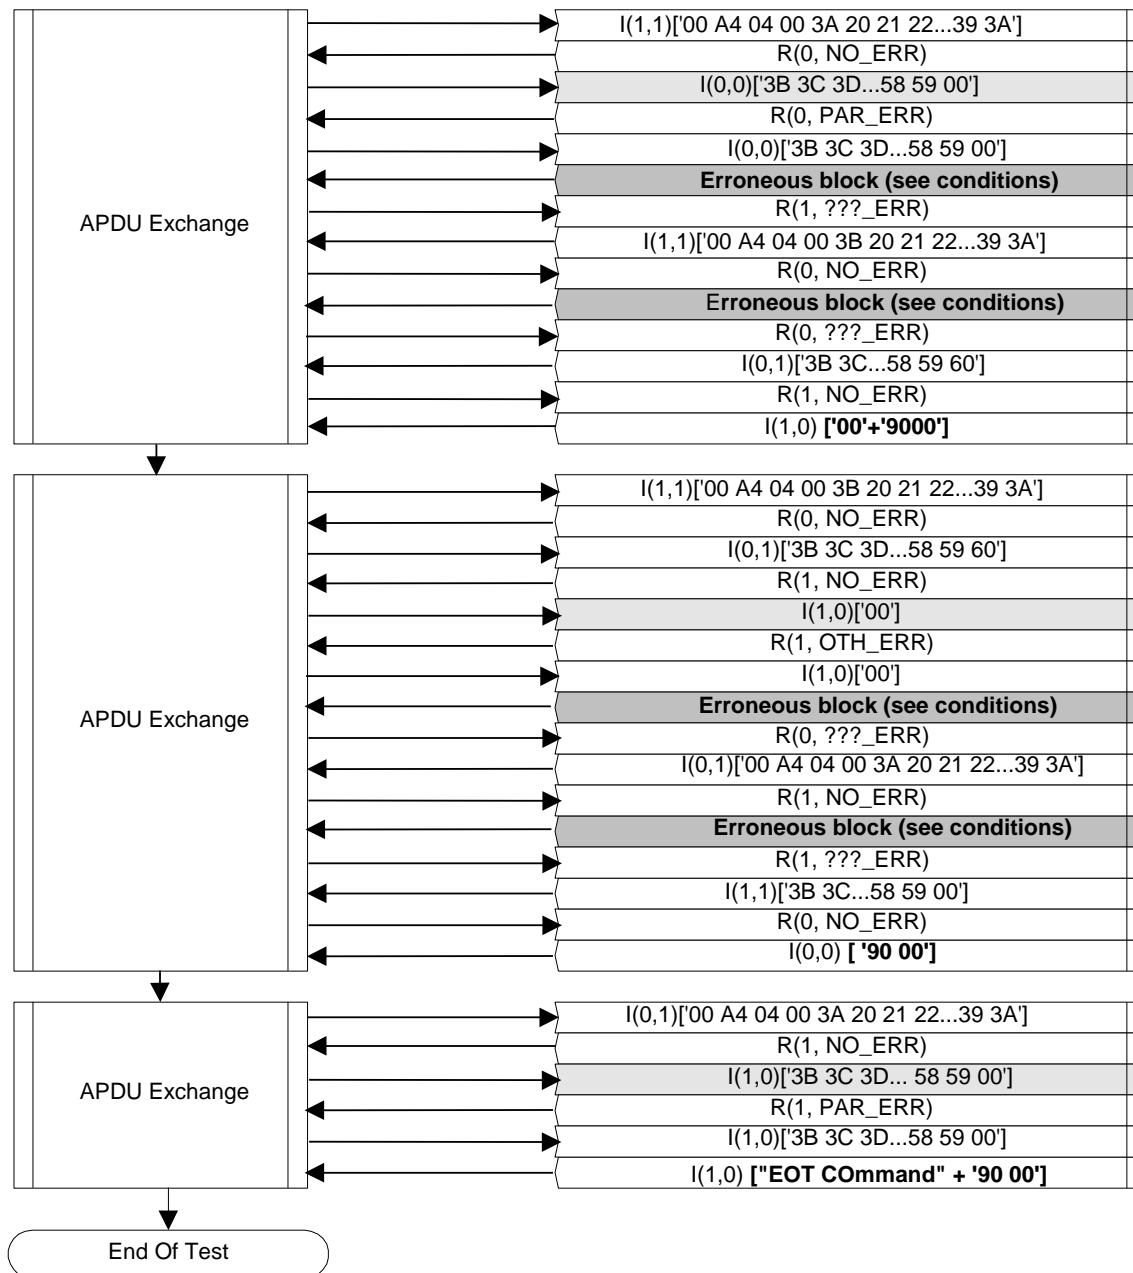 I(1,1)['00 A4 04 00 3A 20 21 22...39 3A']
R(0, NO_ERR)
I(0,0)['3B 3C 3D...58 59 00']
R(0, PAR_ERR)
I(0,0)['3B 3C 3D...58 59 00']
Erroneous block (see conditions)
R(1, ???_ERR)
APDU Exchange
I(1,1)['00 A4 04 00 3B 20 21 22...39 3A']
R(0, NO_ERR)
Erroneous block (see conditions)
R(0, ???_ERR)
I(0,1)['3B 3C...58 59 60']
R(1, NO_ERR)
I(1,0) ['00'+'9000']
I(1,1)['00 A4 04 00 3B 20 21 22...39 3A']
R(0, NO_ERR)
I(0,1)['3B 3C 3D...58 59 60']
R(1, NO_ERR)
I(1,0)['00']
R(1, OTH_ERR)
I(1,0)['00']
Erroneous block (see conditions)
APDU Exchange
R(0, ???_ERR)
I(0,1)['00 A4 04 00 3A 20 21 22...39 3A']
R(1, NO_ERR)
Erroneous block (see conditions)
R(1, ???_ERR)
I(1,1)['3B 3C...58 59 00']
R(0, NO_ERR)
I(0,0) [ '90 00']
I(0,1)['00 A4 04 00 3A 20 21 22...39 3A']
R(1, NO_ERR)
I(1,0)['3B 3C 3D... 58 59 00']
APDU Exchange
R(1, PAR_ERR)
I(1,0)['3B 3C 3D...58 59 00']
I(1,0) ["EOT COmmand" + '90 00']
End Of Test